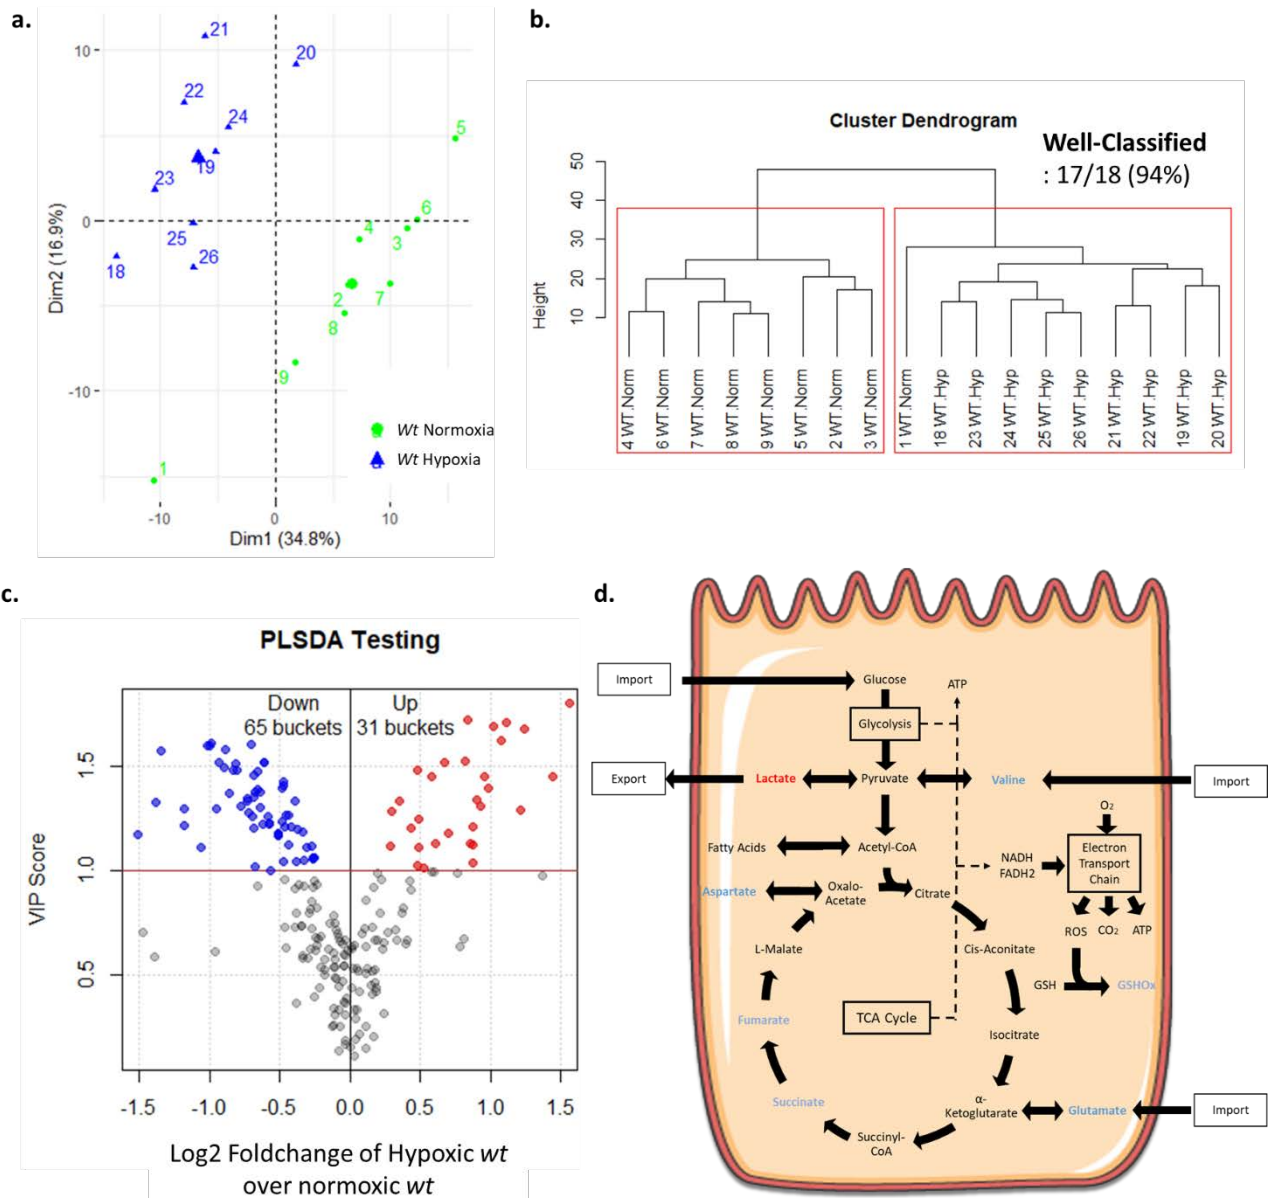 a.
21
20
22
24
19
23
25
26
18
5
6
4
3
2
7
8
9
1
10
0
-10
Dim2 (16.9%)
-10
0
10
Dim1 (34.8%)
Wt Normoxia
Wt Hypoxia
b.
Cluster Dendrogram
Well-Classified
: 17/18 (94%)
Height
50
40
30
20
10
4 WT.Norm
6 WT.Norm
7 WT.Norm
8 WT.Norm
9 WT.Norm
5 WT.Norm
2 WT.Norm
3 WT.Norm
1 WT.Norm
18 WT.Hyp
23 WT.Hyp
24 WT.Hyp
25 WT.Hyp
26 WT.Hyp
21 WT.Hyp
22 WT.Hyp
19 WT.Hyp
20 WT.Hyp
c.
PLSDA Testing
Down
65 buckets
Up
31 buckets
VIP Score
1.5
1.0
0.5
-1.5
-1.0
-0.5
0.0
0.5
1.0
1.5
Log2 Foldchange of Hypoxic wt
over normoxic wt
d.
Import
Glucose
ATP
Glycolysis
Export
Lactate
Pyruvate
Valine
Import
O2
Fatty Acids
Acetyl-CoA
NADH
FADH2
Electron
Transport
Chain
Aspartate
Oxalo-
Acetate
Citrate
ROS
CO2
ATP
L-Malate
Cis-Aconitate
GSH
GSHOx
Fumarate
TCA Cycle
Isocitrate
Succinate
α-
Ketoglutarate
Glutamate
Import
Succinyl-
CoA